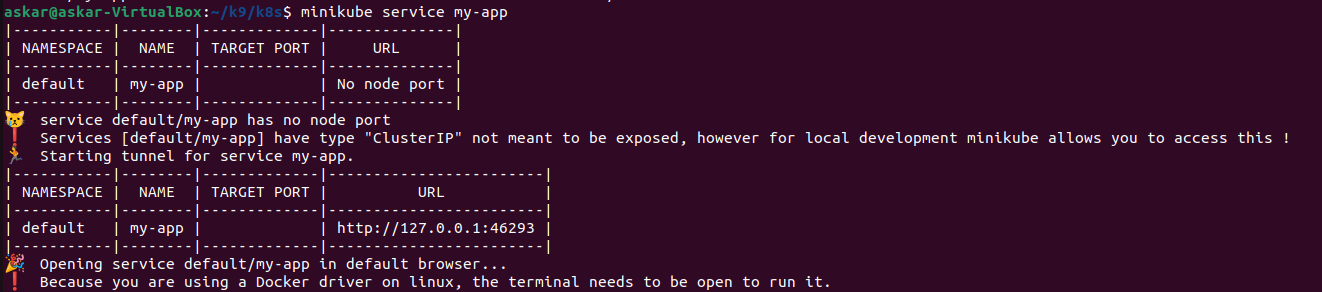 askar@askar-VirtualBox:~/k9/k8s$ minikube service my-app
|-----------|--------|-------------|--------------|
| NAMESPACE |  NAME  | TARGET PORT |     URL      |
|-----------|--------|-------------|--------------|
| default   | my-app |             | No node port |
|-----------|--------|-------------|--------------|
😿  service default/my-app has no node port
❗  Services [default/my-app] have type "ClusterIP" not meant to be exposed, however for local development minikube allows you to access this !
🏃  Starting tunnel for service my-app.
|-----------|--------|-------------|------------------------|
| NAMESPACE |  NAME  | TARGET PORT |          URL           |
|-----------|--------|-------------|------------------------|
| default   | my-app |             | http://127.0.0.1:46293 |
|-----------|--------|-------------|------------------------|
🎉  Opening service default/my-app in default browser...
❗  Because you are using a Docker driver on linux, the terminal needs to be open to run it.